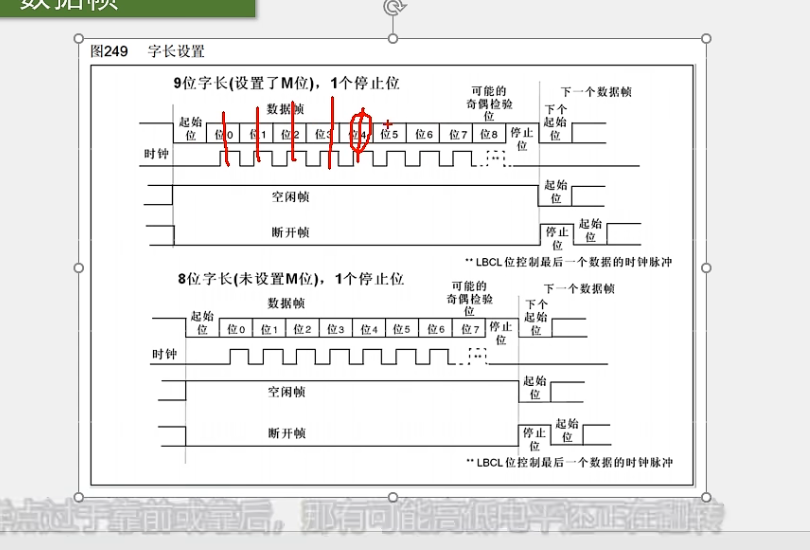 数据帧
图249 字长设置
9位字长(设置了M位)，1个停止位
可能的
奇偶检验
位
下一个数据帧
数据帧
下个
起始
位
起始
位
位0 位1 位2 位3 位4 位5 位6 位7 位8
停止
位
时钟
**
空闲帧
起始
位
断开帧
停止
位
起始
位
** LBCL位控制最后一个数据的时钟脉冲
8位字长(未设置M位)，1个停止位
可能的
奇偶检验
位
下一个数据帧
数据帧
下个
起始
位
起始
位
位0 位1 位2 位3 位4 位5 位6 位7
停止
位
时钟
**
空闲帧
起始
位
断开帧
停止
位
起始
位
** LBCL位控制最后一个数据的时钟脉冲
样点过于靠前或靠后，那有可能高低电平还正在翻转